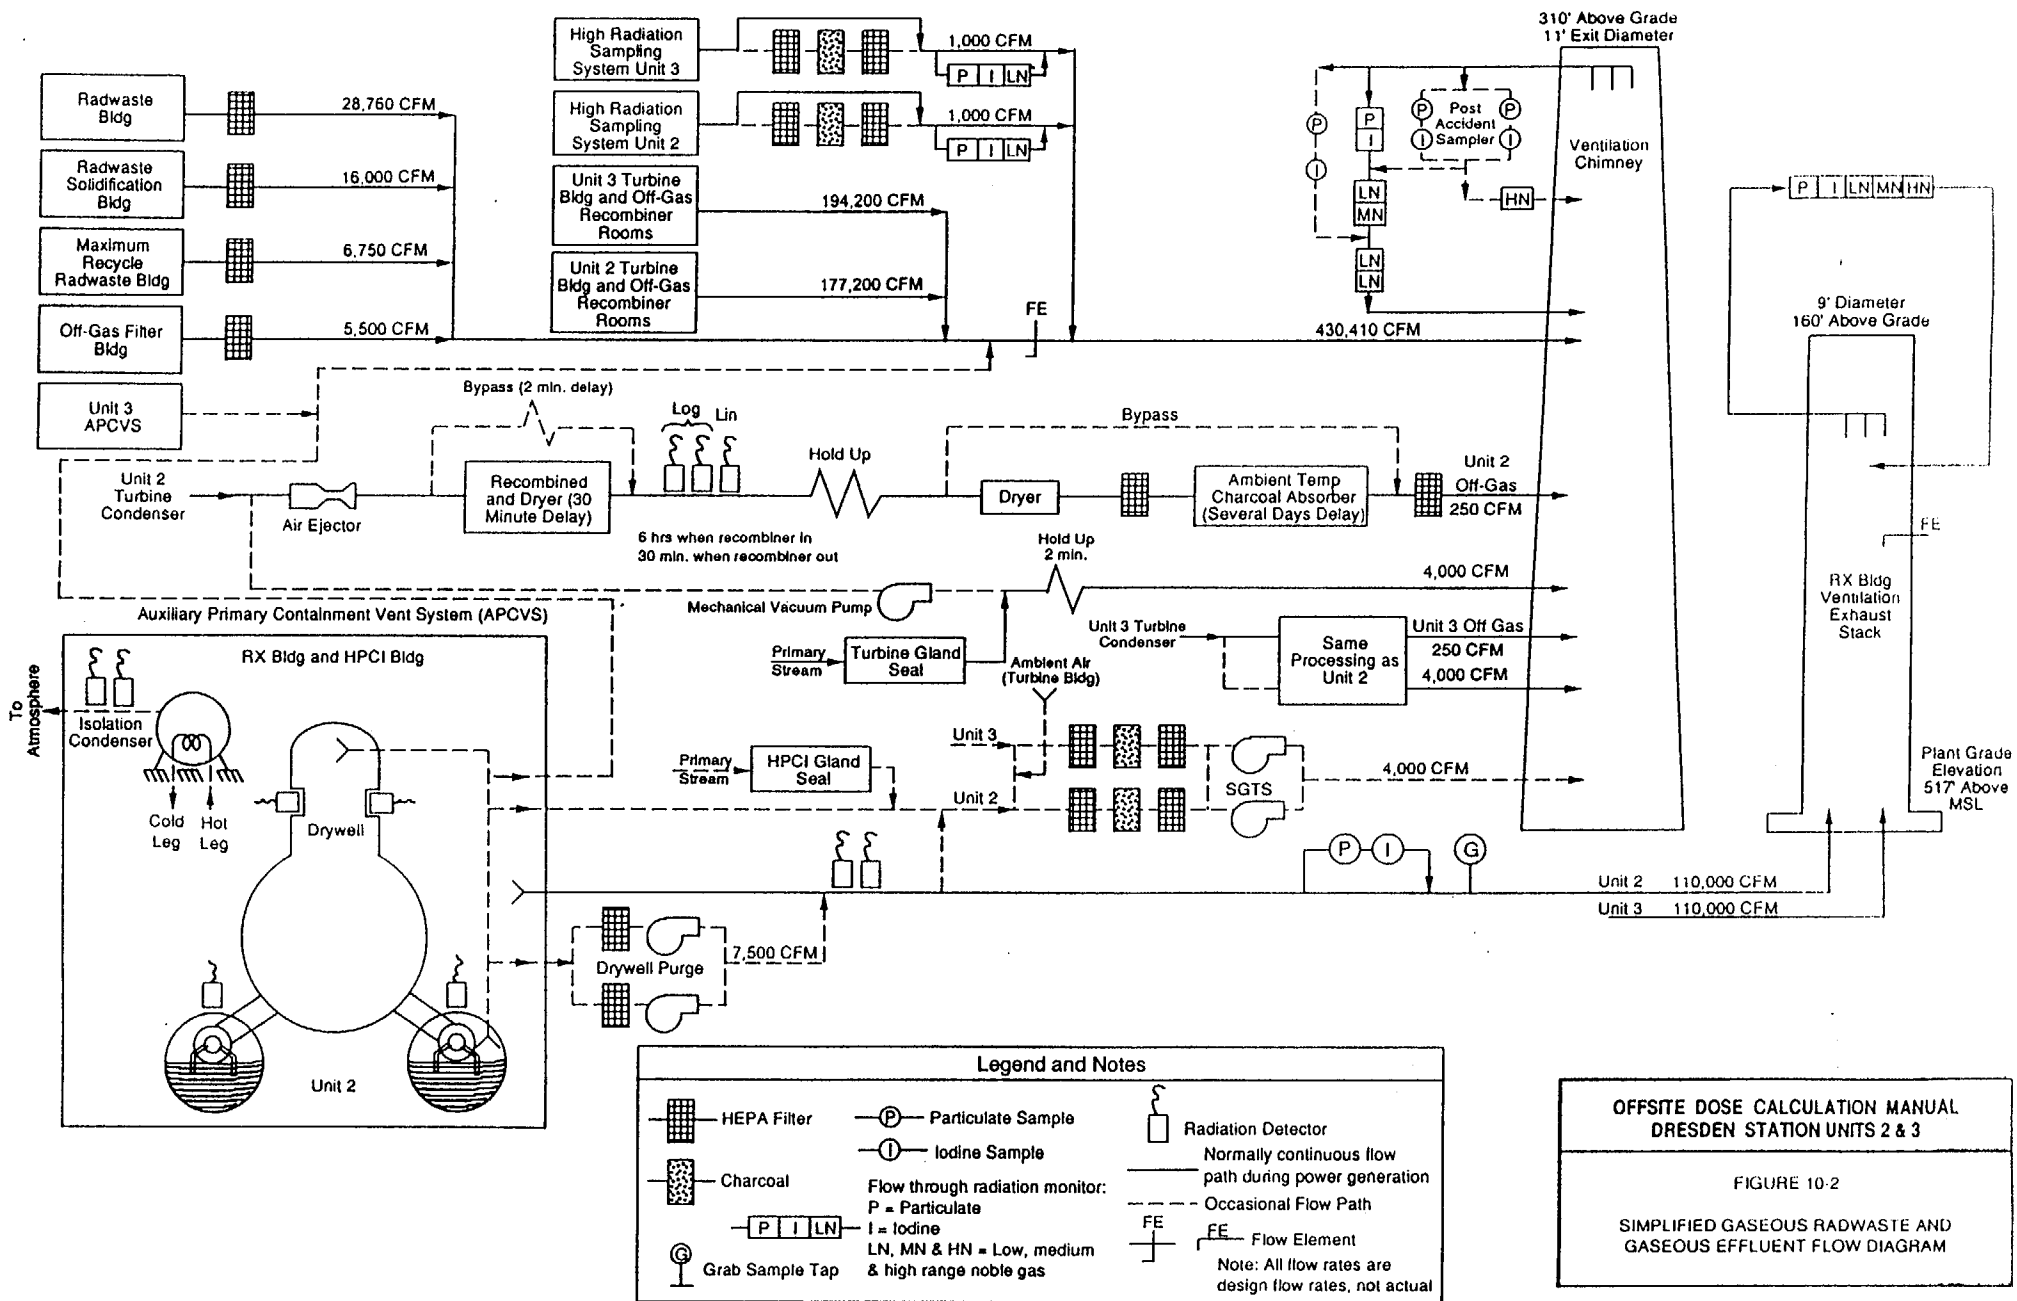 310' Above Grade
11' Exit Diameter
High Radiation
Sampling
System Unit 3
1,000 CFM
P I LN
Radwaste
Bldg
28,760 CFM
High Radiation
Sampling
System Unit 2
1,000 CFM
P I LN
P
I
P
I
P
I
Post
Accident
Sampler
P
I
Ventilation
Chimney
Radwaste
Solidification
Bldg
16,000 CFM
Unit 3 Turbine
Bldg and Off-Gas
Recombiner
Rooms
194,200 CFM
LN
MN
HN
P I LN MN HN
Maximum
Recycle
Radwaste Bldg
6,750 CFM
Unit 2 Turbine
Bldg and Off-Gas
Recombiner
Rooms
177,200 CFM
LN
LN
9' Diameter
160' Above Grade
Off-Gas Filter
Bldg
5,500 CFM
FE
430,410 CFM
Unit 3
APCVS
Bypass (2 min. delay)
Log
Lin
Bypass
Unit 2
Turbine
Condenser
Air Ejector
Recombined
and Dryer (30
Minute Delay)
Hold Up
Dryer
Ambient Temp
Charcoal Absorber
(Several Days Delay)
Unit 2
Off-Gas
250 CFM
6 hrs when recombiner in
30 min. when recombiner out
Hold Up
2 min.
4,000 CFM
FE
RX Bldg
Ventilation
Exhaust
Stack
Mechanical Vacuum Pump
Auxiliary Primary Containment Vent System (APCVS)
Primary
Stream
Turbine Gland
Seal
Unit 3 Turbine
Condenser
Same
Processing as
Unit 2
Unit 3 Off Gas
250 CFM
4,000 CFM
Ambient Air
(Turbine Bldg)
RX Bldg and HPCI Bldg
To
Atmosphere
Isolation
Condenser
Cold
Leg
Hot
Leg
Drywell
Primary
Stream
HPCI Gland
Seal
Unit 3
Unit 2
SGTS
4,000 CFM
Plant Grade
Elevation
517' Above
MSL
P
I
G
Unit 2 110,000 CFM
Unit 3 110,000 CFM
Drywell Purge
7,500 CFM
Unit 2
Legend and Notes
HEPA Filter
Charcoal
P I LN
G
Grab Sample Tap
P
Particulate Sample
I
Iodine Sample
Flow through radiation monitor:
P = Particulate
I = Iodine
LN, MN & HN = Low, medium
& high range noble gas
Radiation Detector
Normally continuous flow
path during power generation
Occasional Flow Path
FE
FE
Flow Element
Note: All flow rates are
design flow rates, not actual
OFFSITE DOSE CALCULATION MANUAL
DRESDEN STATION UNITS 2 & 3
FIGURE 10-2
SIMPLIFIED GASEOUS RADWASTE AND
GASEOUS EFFLUENT FLOW DIAGRAM